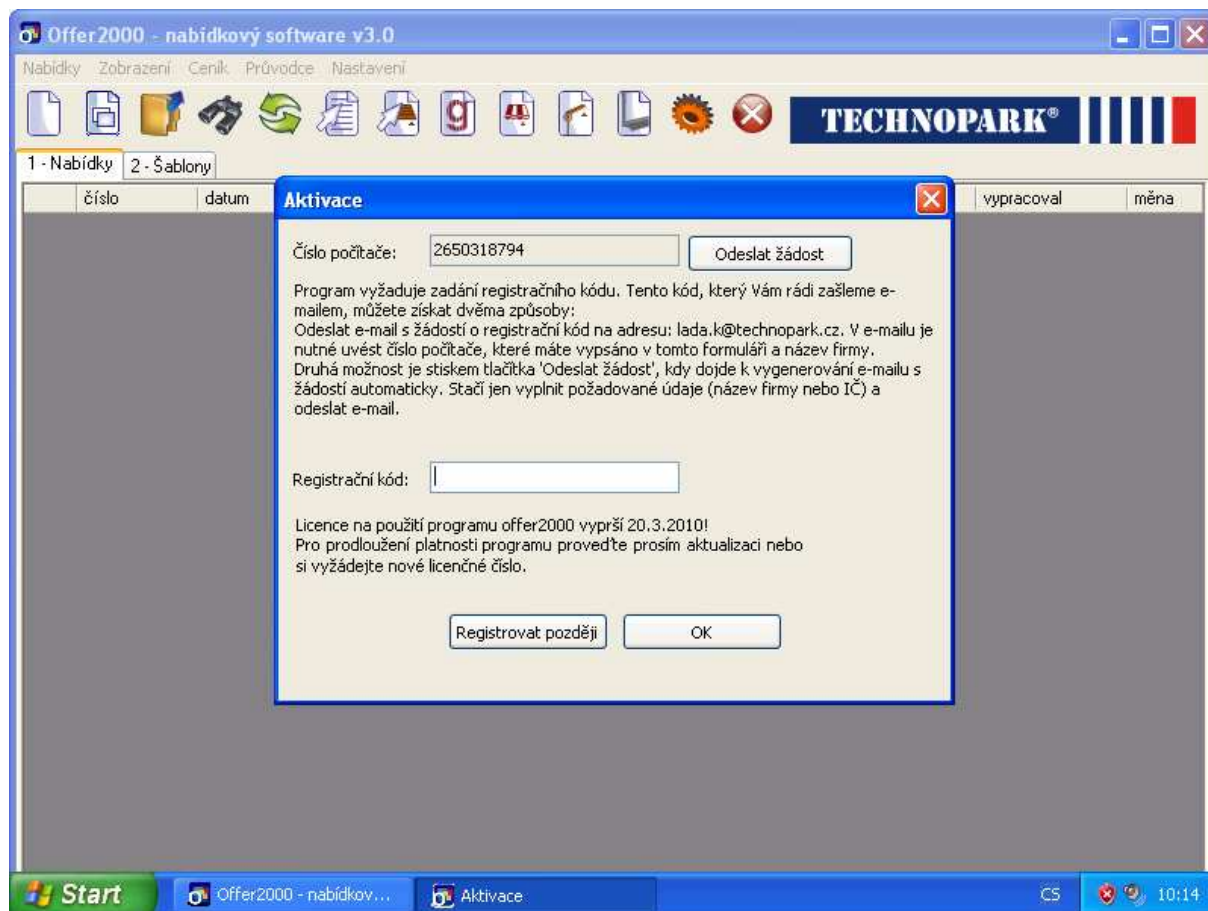 Offer2000 - nabídkový software v3.0
Nabídky Zobrazení Ceník Průvodce Nastavení
g
TECHNOPARK®
1 - Nabídky 2 - Šablony
číslo datum vypracoval měna
Aktivace
Číslo počítače: 2650318794 Odeslat žádost
Program vyžaduje zadání registračního kódu. Tento kód, který Vám rádi zašleme e-
mailem, můžete získat dvěma způsoby:
Odeslat e-mail s žádostí o registrační kód na adresu: lada.k@technopark.cz. V e-mailu je
nutné uvést číslo počítače, které máte vypsáno v tomto formuláři a název firmy.
Druhá možnost je stiskem tlačítka 'Odeslat žádost', kdy dojde k vygenerování e-mailu s
žádostí automaticky. Stačí jen vyplnit požadované údaje (název firmy nebo IČ) a
odeslat e-mail.
Registrační kód:
Licence na použití programu offer2000 vyprší 20.3.2010!
Pro prodloužení platnosti programu proveďte prosím aktualizaci nebo
si vyžádejte nové licenčné číslo.
Registrovat později OK
Start Offer2000 - nabídkov... Aktivace CS 10:14